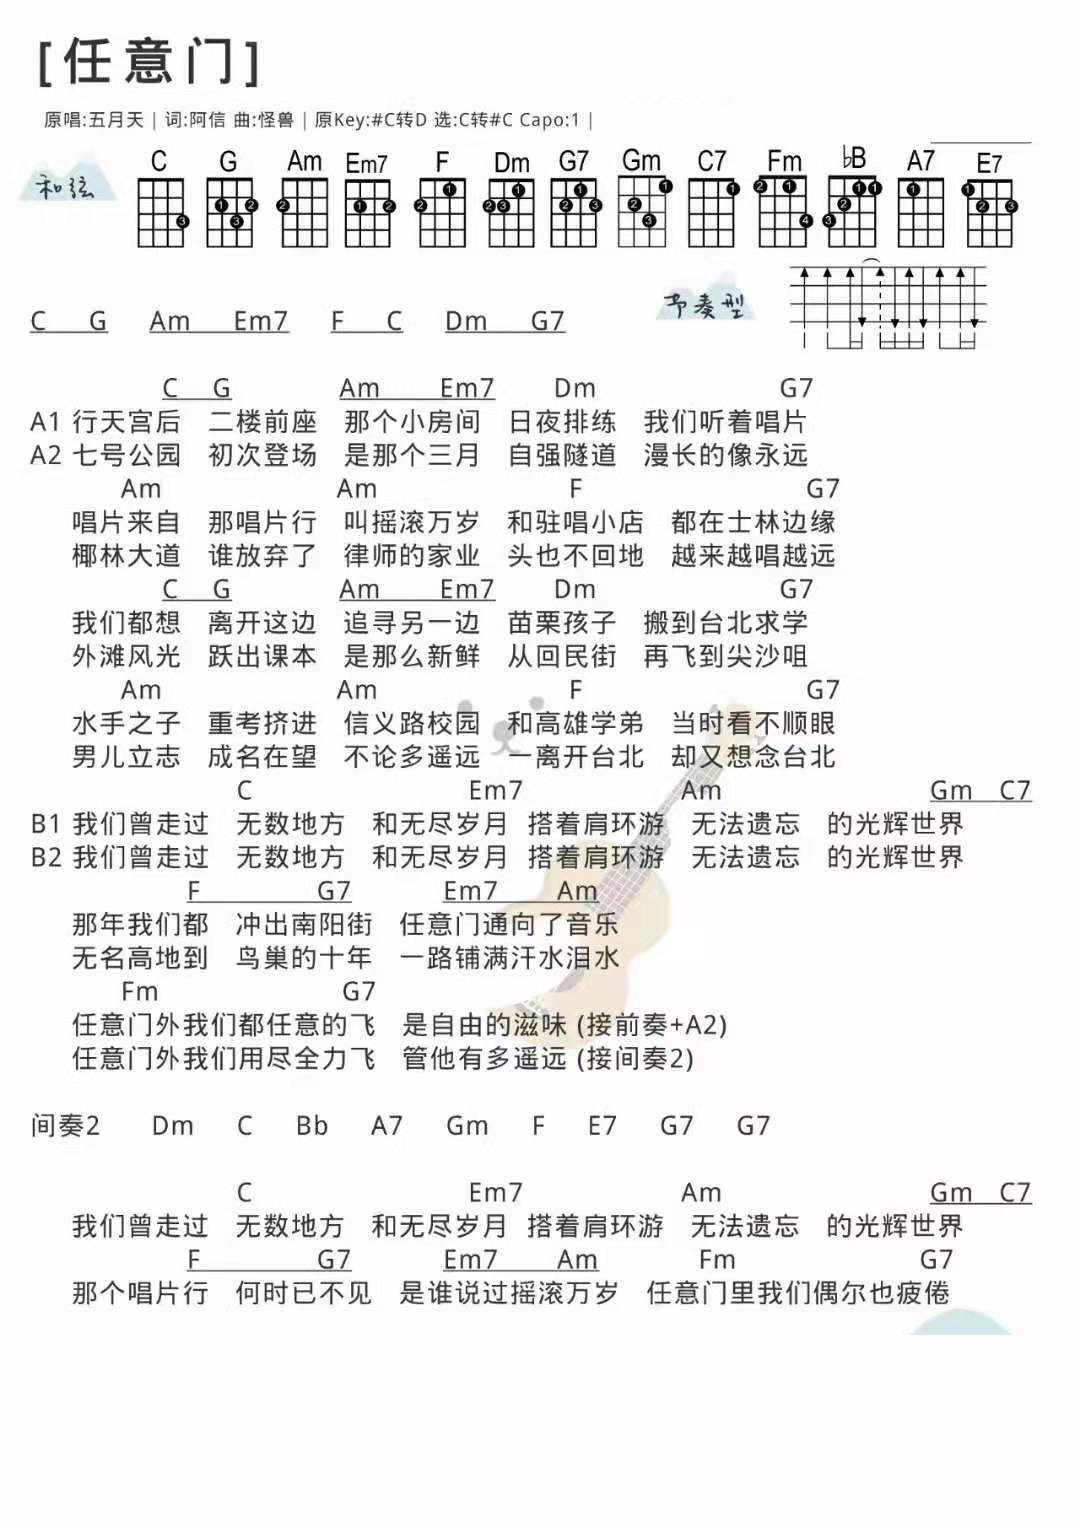 [任意门]
原唱:五月天 | 词:阿信 曲:怪兽 | 原Key:#C转D 选:C转#C Capo:1 |
和弦 C G Am Em7 F Dm G7 Gm C7 Fm ♭B A7 E7
节奏型
C G Am Em7 F C Dm G7
C G Am Em7 Dm G7
A1 行天宫后 二楼前座 那个小房间 日夜排练 我们听着唱片
A2 七号公园 初次登场 是那个三月 自强隧道 漫长的像永远
Am Am F G7
唱片来自 那唱片行 叫摇滚万岁 和驻唱小店 都在士林边缘
椰林大道 谁放弃了 律师的家业 头也不回地 越来越唱越远
C G Am Em7 Dm G7
我们都想 离开这边 追寻另一边 苗栗孩子 搬到台北求学
外滩风光 跃出课本 是那么新鲜 从回民街 再飞到尖沙咀
Am Am F G7
水手之子 重考挤进 信义路校园 和高雄学弟 当时看不顺眼
男儿立志 成名在望 不论多遥远 一离开台北 却又想念台北
C Em7 Am Gm C7
B1 我们曾走过 无数地方 和无尽岁月 搭着肩环游 无法遗忘 的光辉世界
B2 我们曾走过 无数地方 和无尽岁月 搭着肩环游 无法遗忘 的光辉世界
F G7 Em7 Am
那年我们都 冲出南阳街 任意门通向了音乐
无名高地到 鸟巢的十年 一路铺满汗水泪水
Fm G7
任意门外我们都任意的飞 是自由的滋味 (接前奏+A2)
任意门外我们用尽全力飞 管他有多遥远 (接间奏2)
间奏2 Dm C Bb A7 Gm F E7 G7 G7
C Em7 Am Gm C7
我们曾走过 无数地方 和无尽岁月 搭着肩环游 无法遗忘 的光辉世界
F G7 Em7 Am Fm G7
那个唱片行 何时已不见 是谁说过摇滚万岁 任意门里我们偶尔也疲倦